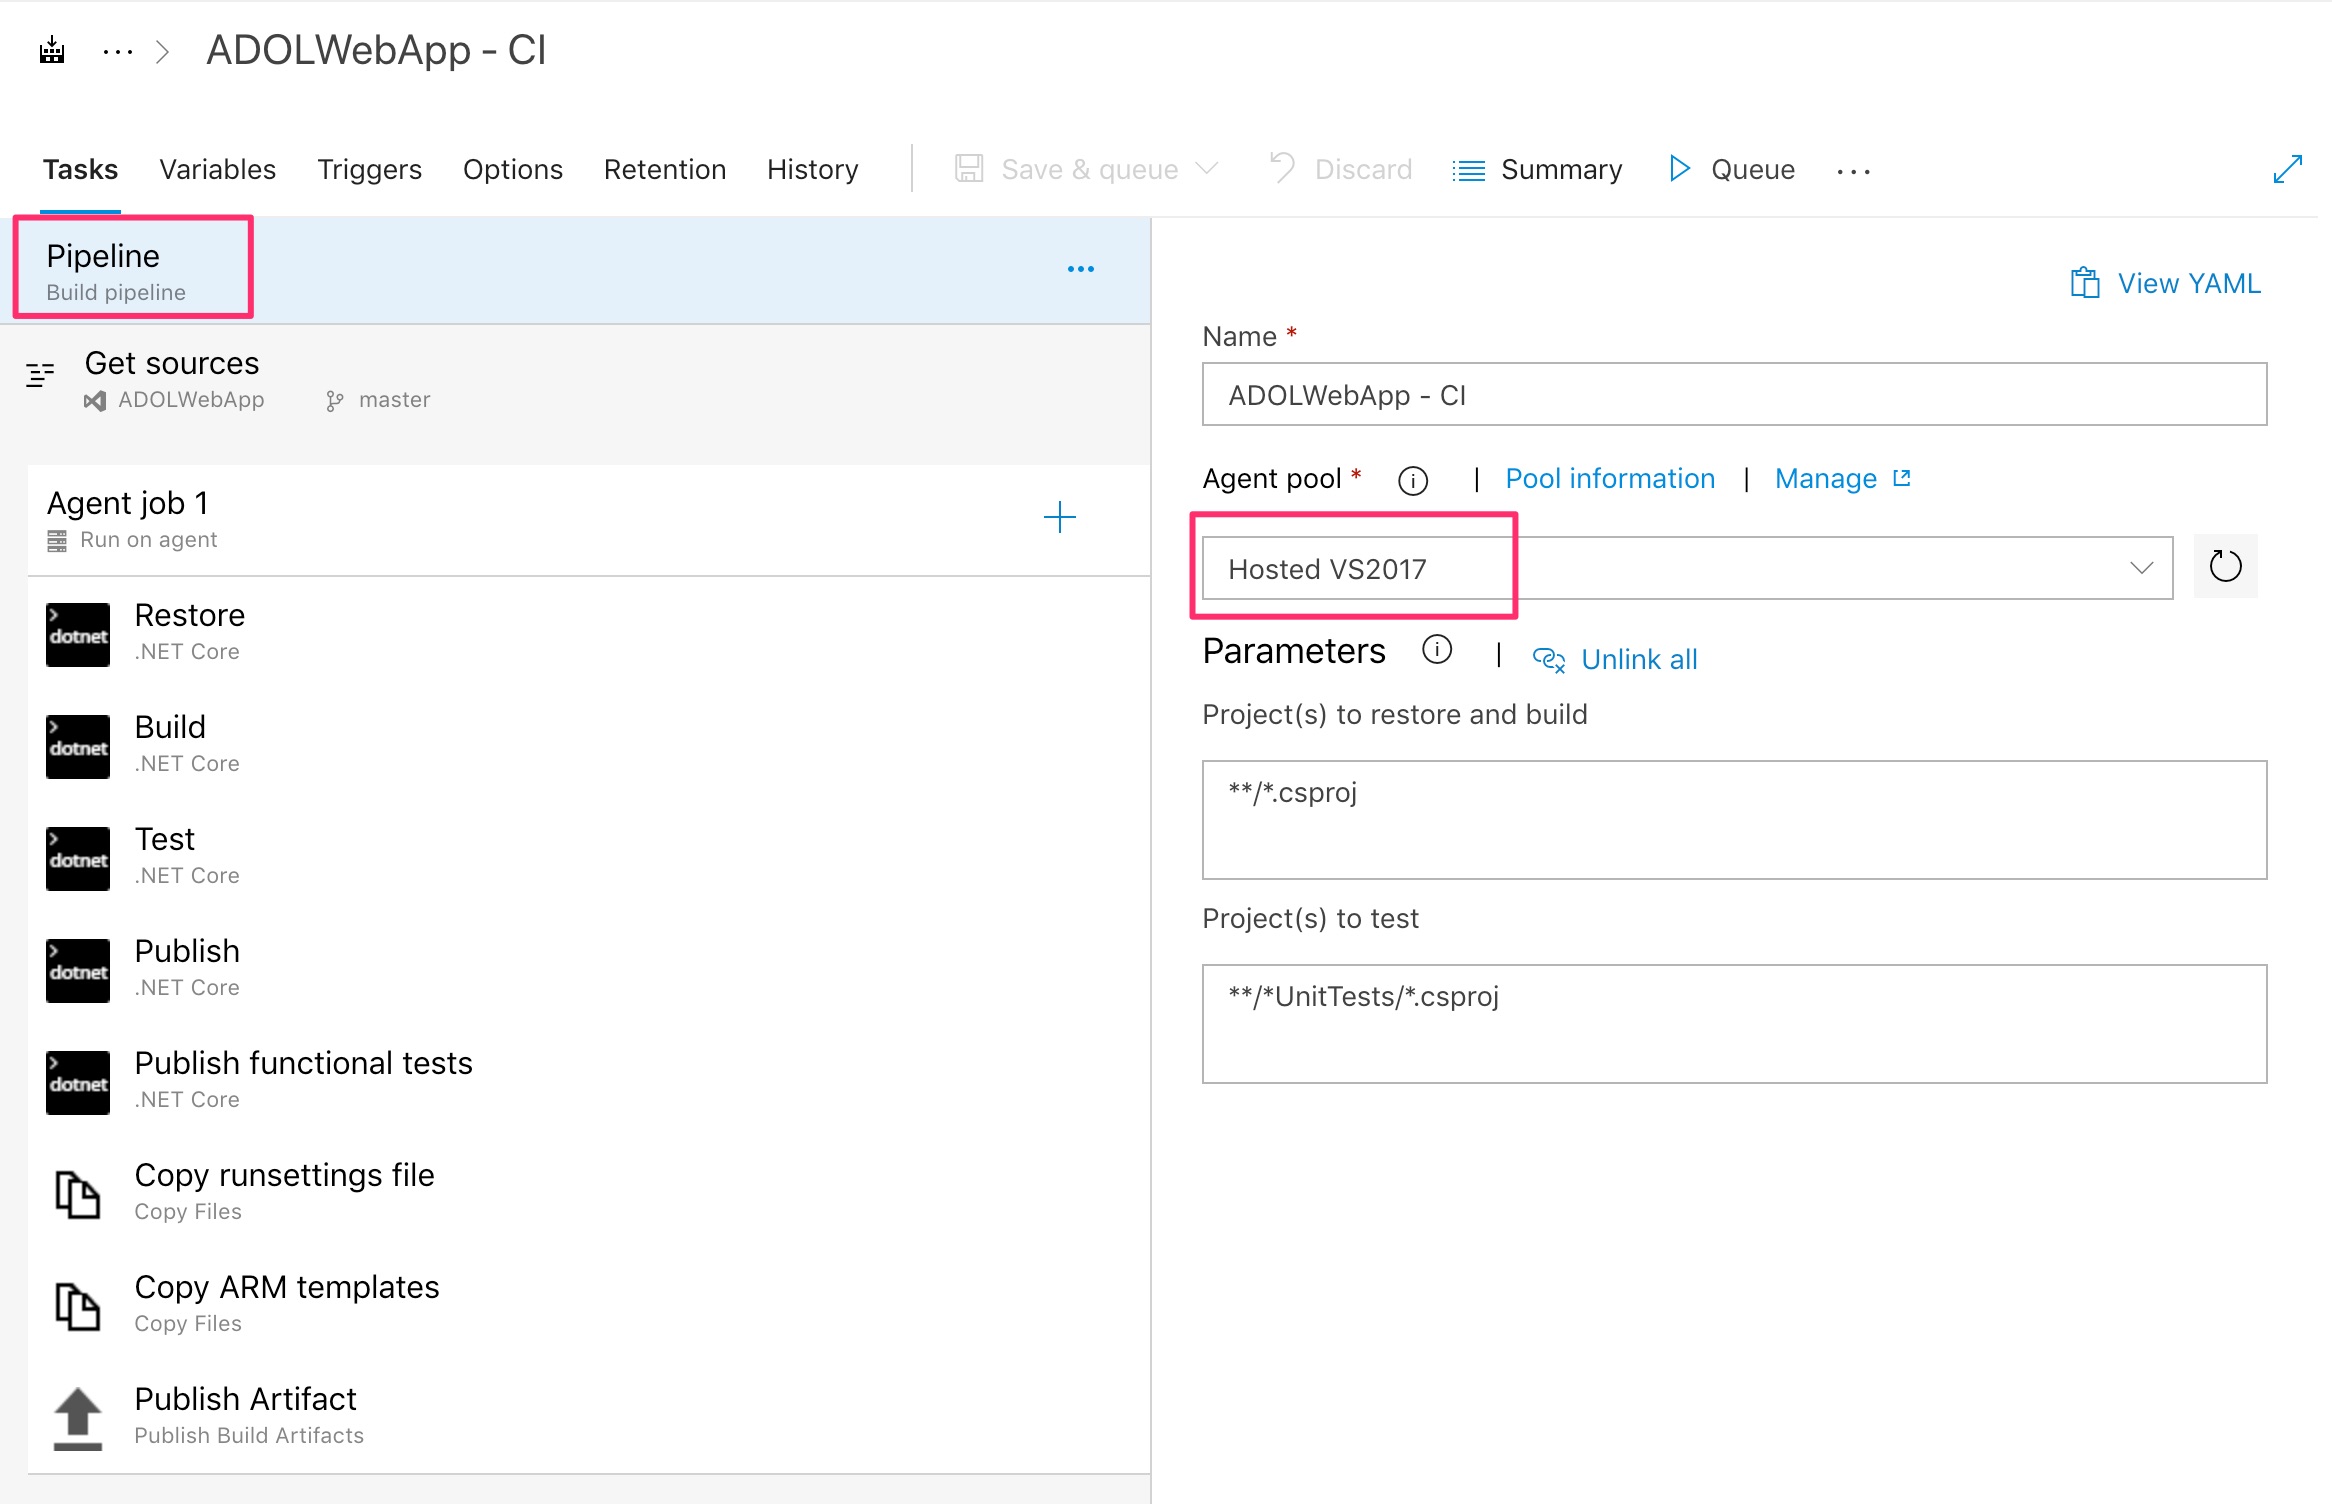 ADOLWebApp - CI
Tasks Variables Triggers Options Retention History Save & queue Discard Summary Queue
Pipeline
Build pipeline
Get sources
ADOLWebApp master
Agent job 1
Run on agent
dotnet Restore
.NET Core
dotnet Build
.NET Core
dotnet Test
.NET Core
dotnet Publish
.NET Core
dotnet Publish functional tests
.NET Core
Copy runsettings file
Copy Files
Copy ARM templates
Copy Files
Publish Artifact
Publish Build Artifacts
View YAML
Name *
ADOLWebApp - CI
Agent pool * | Pool information | Manage
Hosted VS2017
Parameters | Unlink all
Project(s) to restore and build
**/*.csproj
Project(s) to test
**/*UnitTests/*.csproj